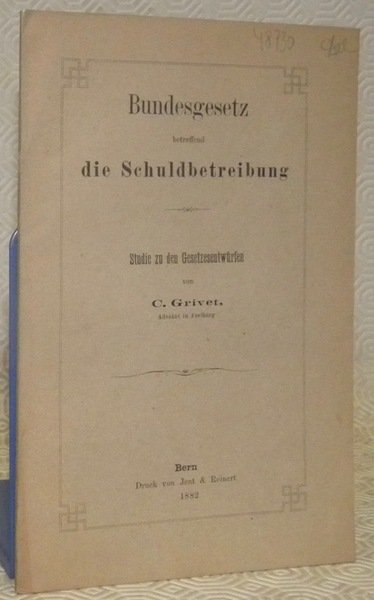 48730
Bundesgesetz
betreffend
die Schuldbetreibung
Studie zu den Gesetzesentwürfen
von
C. Grivet.
Advokat in Freiburg
Bern
Druck von Jent & Reinert
1882